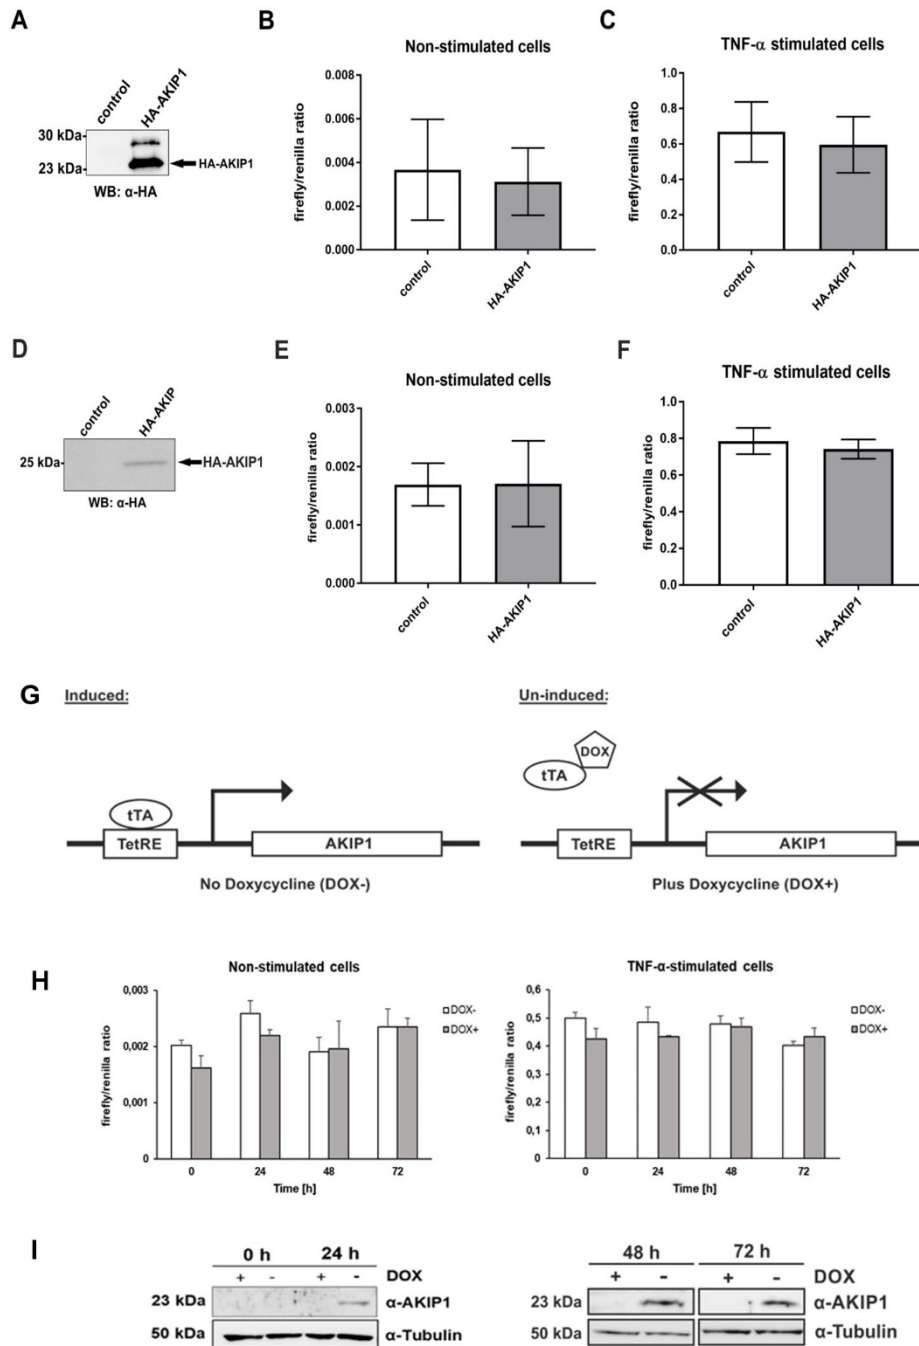 A
control
HA-AKIP1
30 kDa
23 kDa
HA-AKIP1
WB: α-HA
B
Non-stimulated cells
firefly/renilla ratio
0.008
0.006
0.004
0.002
0.000
control
HA-AKIP1
C
TNF-α stimulated cells
firefly/renilla ratio
1.0
0.8
0.6
0.4
0.2
0.0
control
HA-AKIP1
D
control
HA-AKIP
25 kDa
HA-AKIP1
WB: α-HA
E
Non-stimulated cells
firefly/renilla ratio
0.003
0.002
0.001
0.000
control
HA-AKIP1
F
TNF-α stimulated cells
firefly/renilla ratio
1.0
0.8
0.6
0.4
0.2
0.0
control
HA-AKIP1
G
Induced:
tTA
TetRE
AKIP1
No Doxycycline (DOX-)
Un-induced:
DOX
tTA
TetRE
AKIP1
Plus Doxycycline (DOX+)
H
Non-stimulated cells
firefly/renilla ratio
0,003
0,002
0,001
0
0 24 48 72
Time [h]
DOX-
DOX+
TNF-α-stimulated cells
firefly/renilla ratio
0,6
0,5
0,4
0,3
0,2
0,1
0
0 24 48 72
Time [h]
DOX-
DOX+
I
0 h 24 h
+ - + - DOX
23 kDa α-AKIP1
50 kDa α-Tubulin
48 h 72 h
+ - + - DOX
23 kDa α-AKIP1
50 kDa α-Tubulin